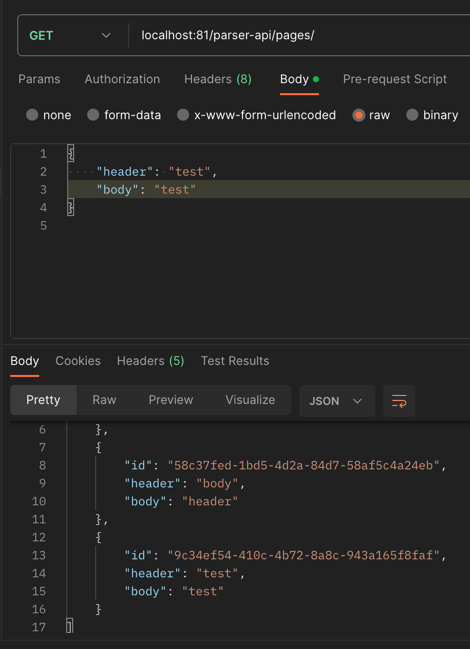 GET localhost:81/parser-api/pages/
Params Authorization Headers (8) Body Pre-request Script
none form-data x-www-form-urlencoded raw binary
1 {
2 "header": "test",
3 "body": "test"
4 }
5
Body Cookies Headers (5) Test Results
Pretty Raw Preview Visualize JSON
6 },
7 {
8 "id": "58c37fed-1bd5-4d2a-84d7-58af5c4a24eb",
9 "header": "body",
10 "body": "header"
11 },
12 {
13 "id": "9c34ef54-410c-4b72-8a8c-943a165f8faf",
14 "header": "test",
15 "body": "test"
16 }
17 ]